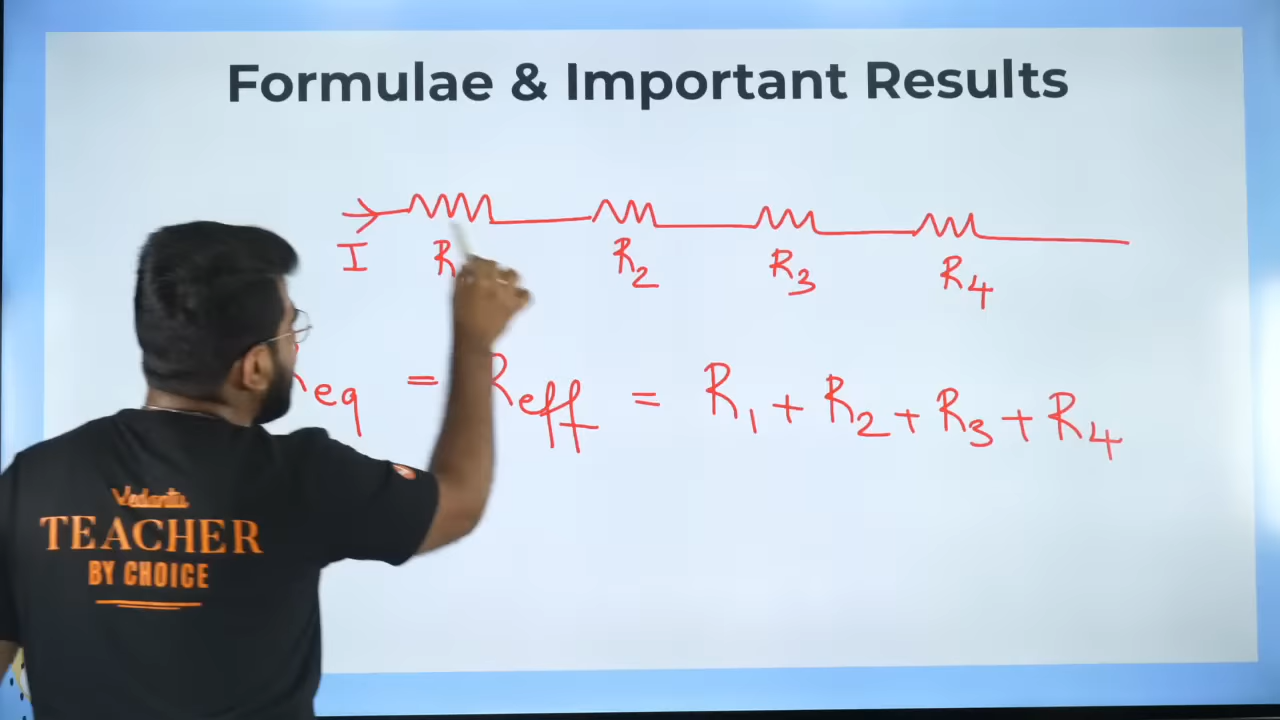 Formulae & Important Results
I R R2 R3 R4
eq = Reff = R1 + R2 + R3 + R4
Vedantu
TEACHER
BY CHOICE